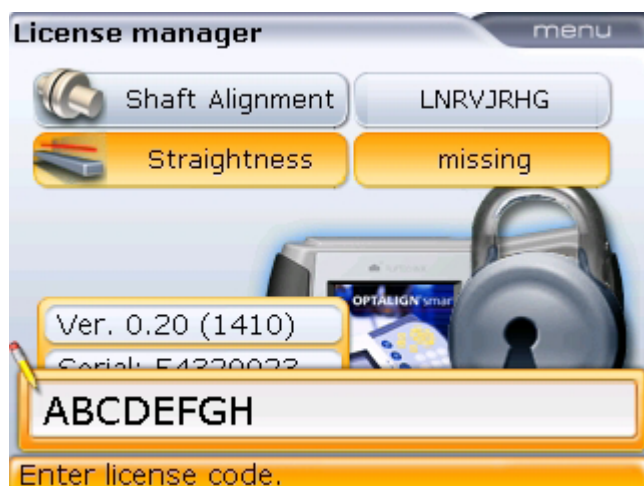 License manager
menu
Shaft Alignment
LNRVJRHG
Straightness
missing
OPTALIGN smart
Ver. 0.20 (1410)
ABCDEFGH
Enter license code.